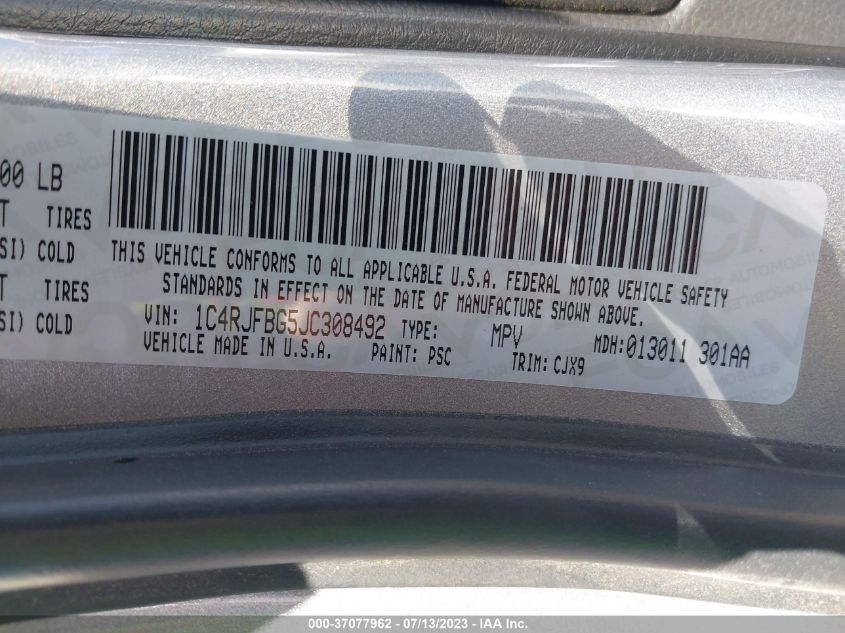 00 LB
T TIRES
SI) COLD
T TIRES
SI) COLD
THIS VEHICLE CONFORMS TO ALL APPLICABLE U.S.A. FEDERAL MOTOR VEHICLE SAFETY
STANDARDS IN EFFECT ON THE DATE OF MANUFACTURE SHOWN ABOVE.
VIN: 1C4RJFBG5JC308492 TYPE: MPV MDH:013011 301AA
VEHICLE MADE IN U.S.A. PAINT: PSC TRIM: CJX9
000-37077962 / 07/13/2023 - IAA Inc.